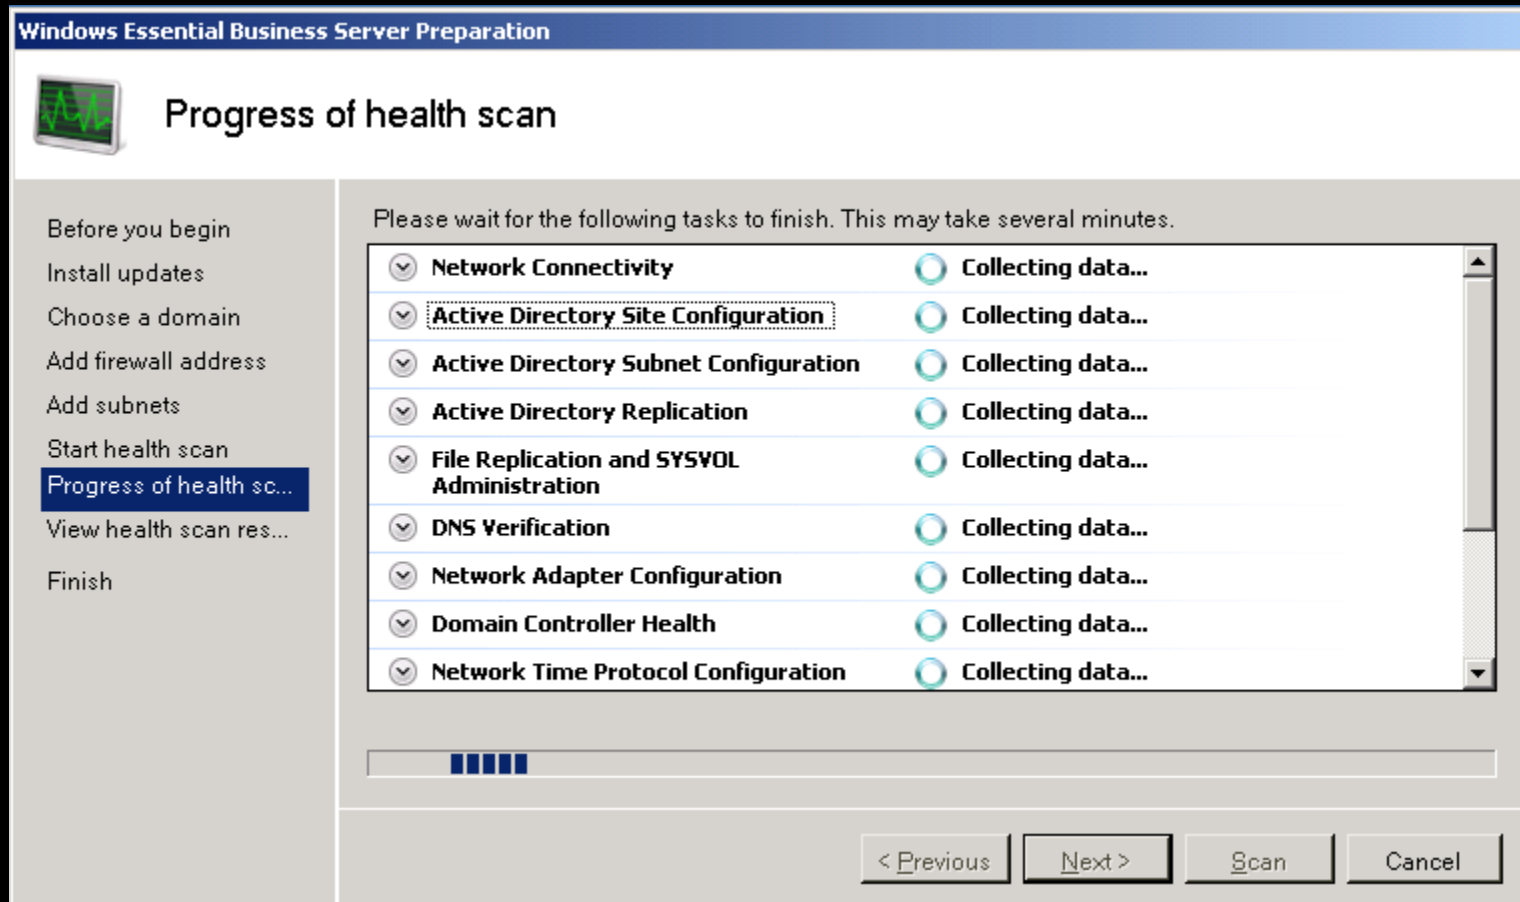 Windows Essential Business Server Preparation
Progress of health scan
Before you begin
Install updates
Choose a domain
Add firewall address
Add subnets
Start health scan
Progress of health sc...
View health scan res...
Finish
Please wait for the following tasks to finish. This may take several minutes.
Network Connectivity Collecting data...
Active Directory Site Configuration Collecting data...
Active Directory Subnet Configuration Collecting data...
Active Directory Replication Collecting data...
File Replication and SYSVOL Collecting data...
Administration
DNS Verification Collecting data...
Network Adapter Configuration Collecting data...
Domain Controller Health Collecting data...
Network Time Protocol Configuration Collecting data...
< Previous Next > Scan Cancel